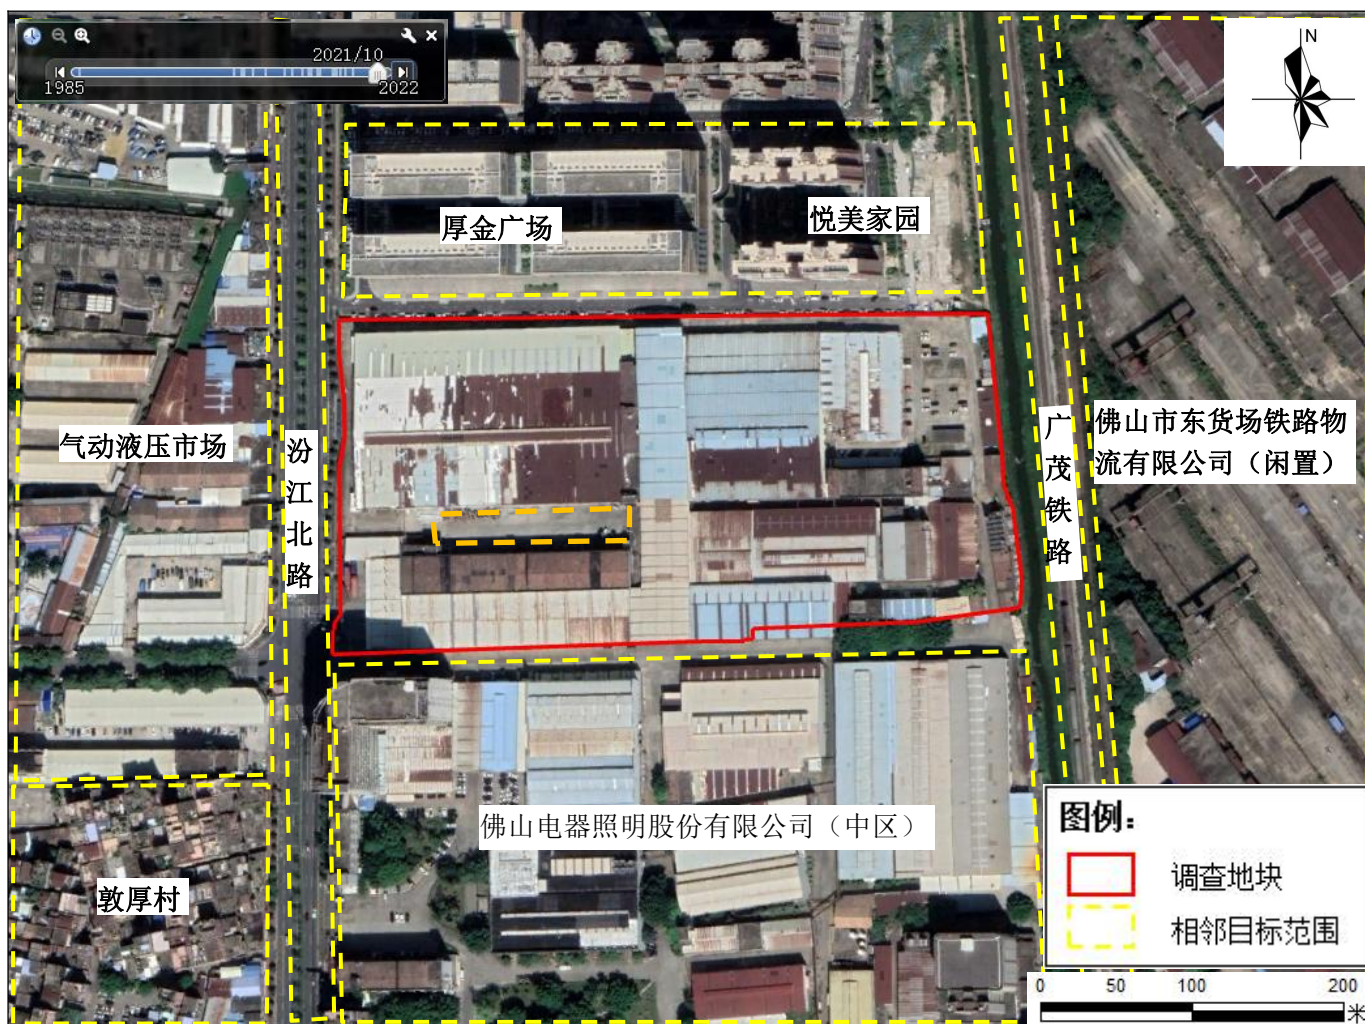 2021/10
1985
2022
N
厚金广场
悦美家园
气动液压市场
汾江北路
广茂铁路
佛山市东货场铁路物
流有限公司（闲置）
佛山电器照明股份有限公司（中区）
敦厚村
图例：
调查地块
相邻目标范围
0 50 100 200
米